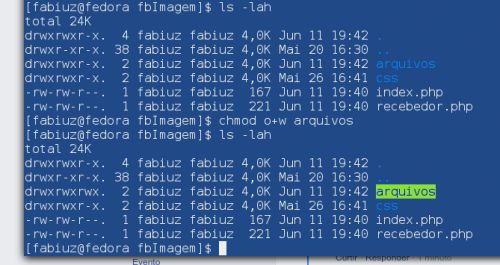 [fabiuz@fedora fbImagem]$ ls -lah
total 24K
drwxrwxr-x.  4 fabiuz fabiuz 4,0K Jun 11 19:42 .
drwxr-xr-x. 38 fabiuz fabiuz 4,0K Mai 20 16:30 ..
drwxrwxr-x.  2 fabiuz fabiuz 4,0K Jun 11 19:42 arquivos
drwxrwxr-x.  2 fabiuz fabiuz 4,0K Mai 26 16:41 css
-rw-rw-r--.  1 fabiuz fabiuz  167 Jun 11 19:40 index.php
-rw-rw-r--.  1 fabiuz fabiuz  221 Jun 11 19:40 recebedor.php
[fabiuz@fedora fbImagem]$ chmod o+w arquivos
[fabiuz@fedora fbImagem]$ ls -lah
total 24K
drwxrwxr-x.  4 fabiuz fabiuz 4,0K Jun 11 19:42 .
drwxr-xr-x. 38 fabiuz fabiuz 4,0K Mai 20 16:30 ..
drwxrwxrwx.  2 fabiuz fabiuz 4,0K Jun 11 19:42 arquivos
drwxrwxr-x.  2 fabiuz fabiuz 4,0K Mai 26 16:41 css
-rw-rw-r--.  1 fabiuz fabiuz  167 Jun 11 19:40 index.php
-rw-rw-r--.  1 fabiuz fabiuz  221 Jun 11 19:40 recebedor.php
[fabiuz@fedora fbImagem]$
Evento
Curtir · Responder · 1 minuto